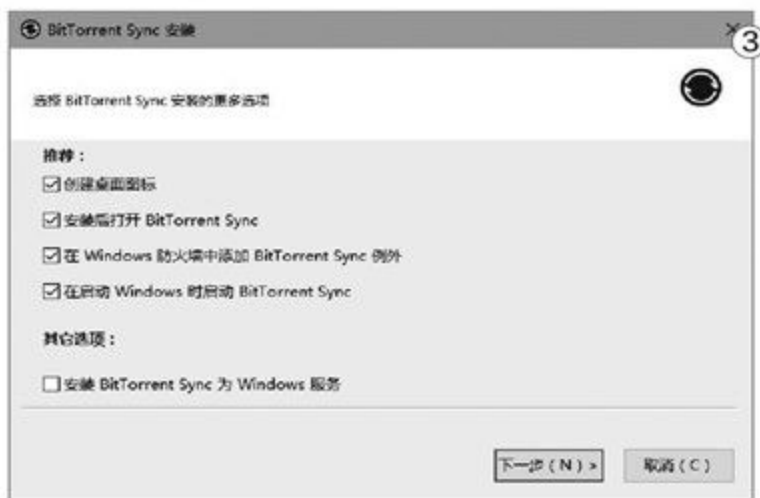 BitTorrent Sync 安装
③
选择 BitTorrent Sync 安装的更多选项
推荐：
创建桌面图标
安装后打开 BitTorrent Sync
在 Windows 防火墙中添加 BitTorrent Sync 例外
在启动 Windows 时启动 BitTorrent Sync
其它选项：
安装 BitTorrent Sync 为 Windows 服务
下一步（N）» 取消（C）